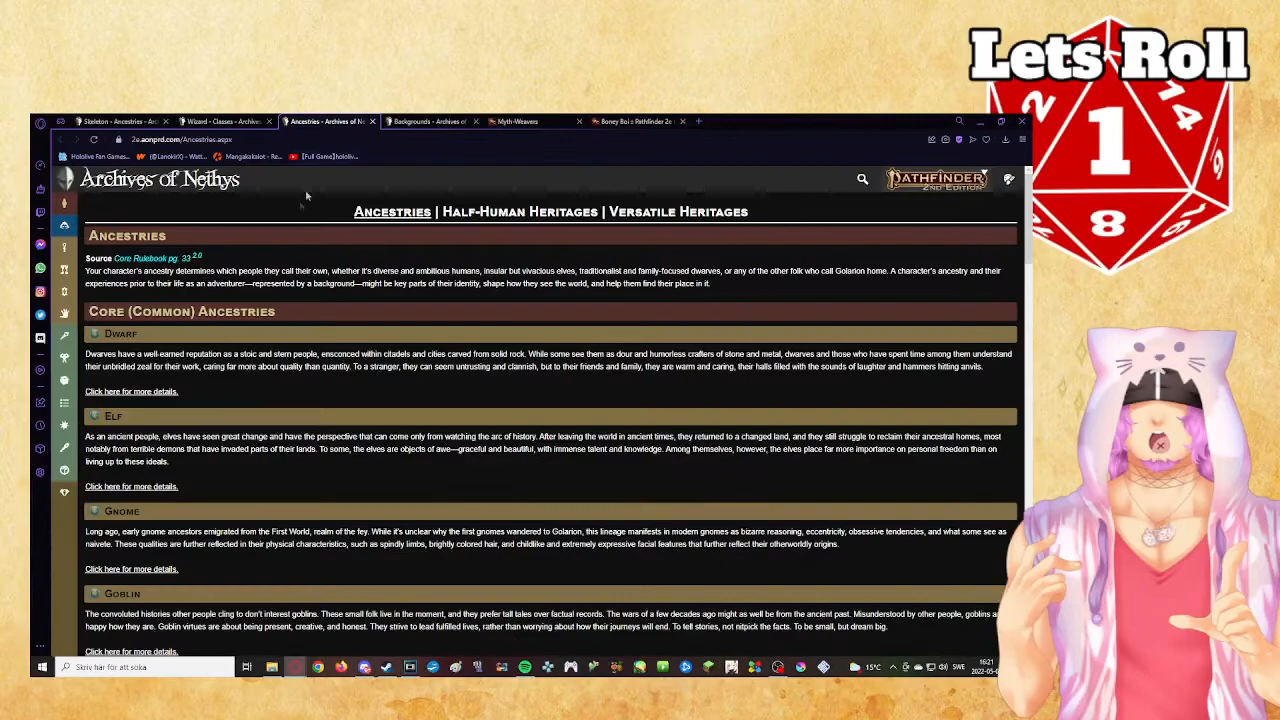 Lets Roll
1
2
14
8
Skeleton - Ancestries - Arc
Wizard - Classes - Archives
Ancestries - Archives of Ne
Backgrounds - Archives of
Myth-Weavers
Boney Boi :: Pathfinder 2e
2e.aonprd.com/Ancestries.aspx
Hololive Fan Games...
(@LanokirX) - Watt...
Mangakakalot - Re...
[Full Game]hololiv...
Archives of Nethys
PATHFINDER
2ND EDITION
ANCESTRIES | HALF-HUMAN HERITAGES | VERSATILE HERITAGES
ANCESTRIES
Source Core Rulebook pg. 33 2.0
Your character's ancestry determines which people they call their own, whether it's diverse and ambitious humans, insular but vivacious elves, traditionalist and family-focused dwarves, or any of the other folk who call Golarion home. A character's ancestry and their
experiences prior to their life as an adventurer—represented by a background—might be key parts of their identity, shape how they see the world, and help them find their place in it.
CORE (COMMON) ANCESTRIES
DWARF
Dwarves have a well-earned reputation as a stoic and stern people, ensconced within citadels and cities carved from solid rock. While some see them as dour and humorless crafters of stone and metal, dwarves and those who have spent time among them understand
their unbridled zeal for their work, caring far more about quality than quantity. To a stranger, they can seem untrusting and clannish, but to their friends and family, they are warm and caring, their halls filled with the sounds of laughter and hammers hitting anvils.
Click here for more details.
ELF
As an ancient people, elves have seen great change and have the perspective that can come only from watching the arc of history. After leaving the world in ancient times, they returned to a changed land, and they still struggle to reclaim their ancestral homes, most
notably from terrible demons that have invaded parts of their lands. To some, the elves are objects of awe—graceful and beautiful, with immense talent and knowledge. Among themselves, however, the elves place far more importance on personal freedom than on
living up to these ideals.
Click here for more details.
GNOME
Long ago, early gnome ancestors emigrated from the First World, realm of the fey. While it's unclear why the first gnomes wandered to Golarion, this lineage manifests in modern gnomes as bizarre reasoning, eccentricity, obsessive tendencies, and what some see as
naivete. These qualities are further reflected in their physical characteristics, such as spindly limbs, brightly colored hair, and childlike and extremely expressive facial features that further reflect their otherworldly origins.
Click here for more details.
GOBLIN
The convoluted histories other people cling to don't interest goblins. These small folk live in the moment, and they prefer tall tales over factual records. The wars of a few decades ago might as well be from the ancient past. Misunderstood by other people, goblins a
happy how they are. Goblin virtues are about being present, creative, and honest. They strive to lead fulfilled lives, rather than worrying about how their journeys will end. To tell stories, not nitpick the facts. To be small, but dream big.
Click here for more details.
Skriv här för att söka
15°C
SWE
16:21